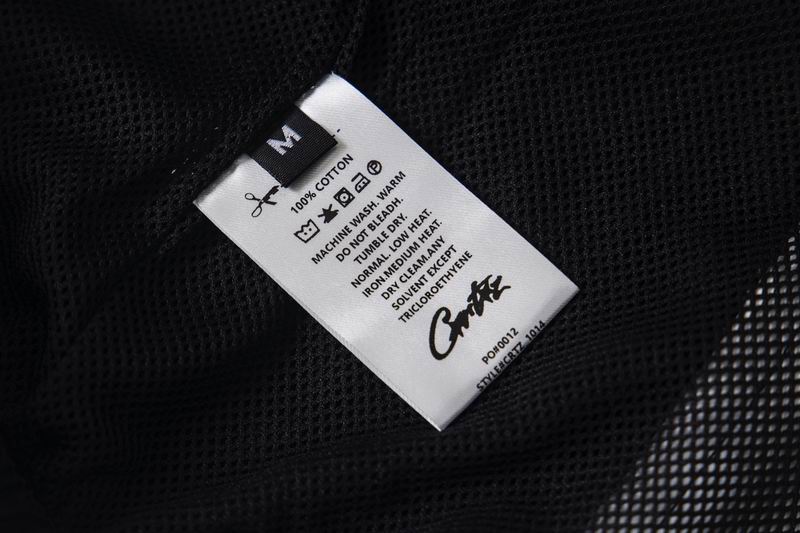 M
100% COTTON
MACHINE WASH. WARM
DO NOT BLEADH.
TUMBLE DRY.
NORMAL. LOW HEAT.
IRON.MEDIUM HEAT.
DRY CLEAM.ANY
SOLVENT EXCEPT
TRICLOROETHYENE
Corteiz
PO#0012
STYLE#CRTZ_1014